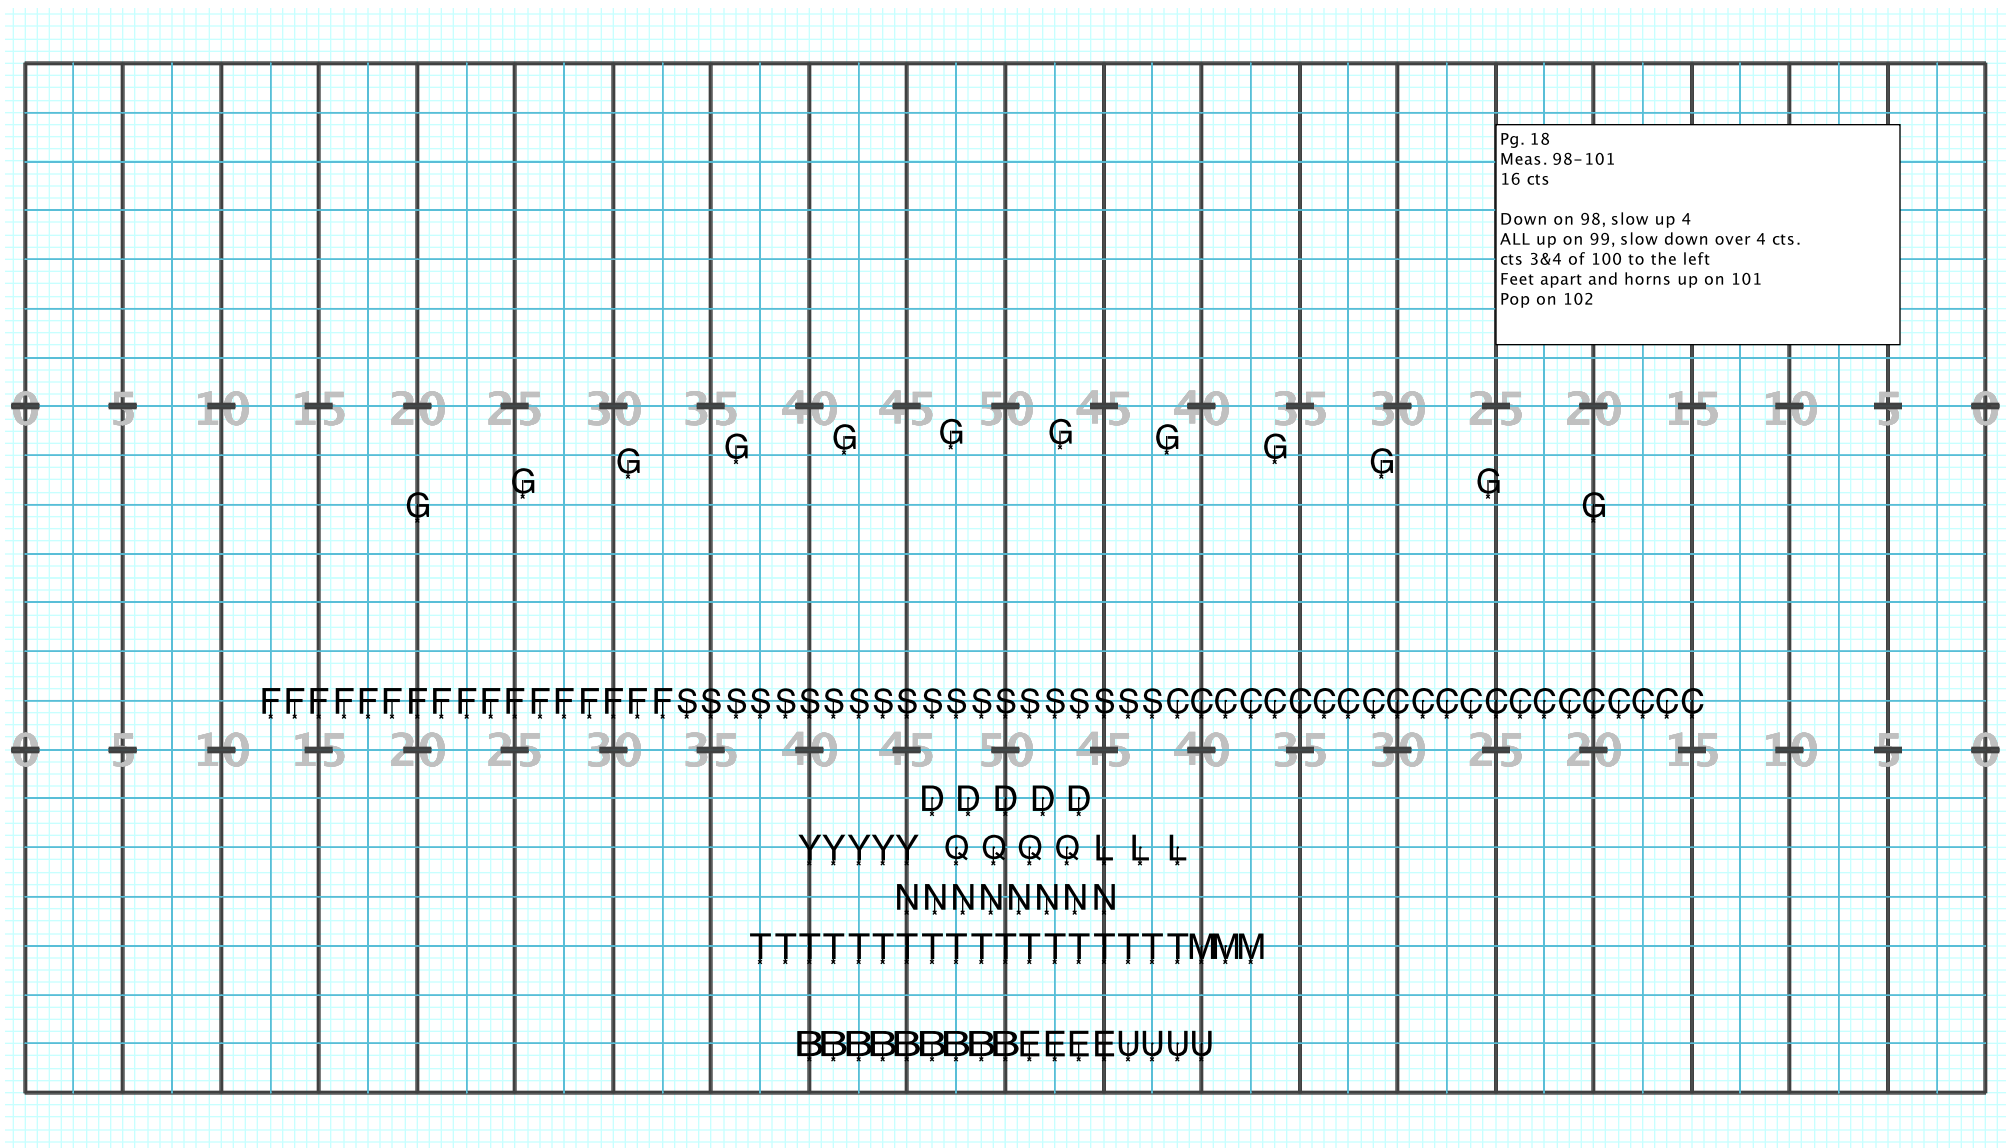 Pg. 18
Meas. 98-101
16 cts
Down on 98, slow up 4
ALL up on 99, slow down over 4 cts.
cts 3&4 of 100 to the left
Feet apart and horns up on 101
Pop on 102
0 5 10 15 20 25 30 35 40 45 50 45 40 35 30 25 20 15 10 5 0
G G G G G G G G G G G G
FFFFFFFFFFFFFFFFFSSSSSSSSSSSSSSSSSSSSCCCCCCCCCCCCCCCCCCCCCC
0 5 10 15 20 25 30 35 40 45 50 45 40 35 30 25 20 15 10 5 0
D D D D D
YYYYY Q Q Q Q L L L
NNNNNNNN
TTTTTTTTTTTTTTTTTTMMM
BBBBBBBBBEEEEUUUU